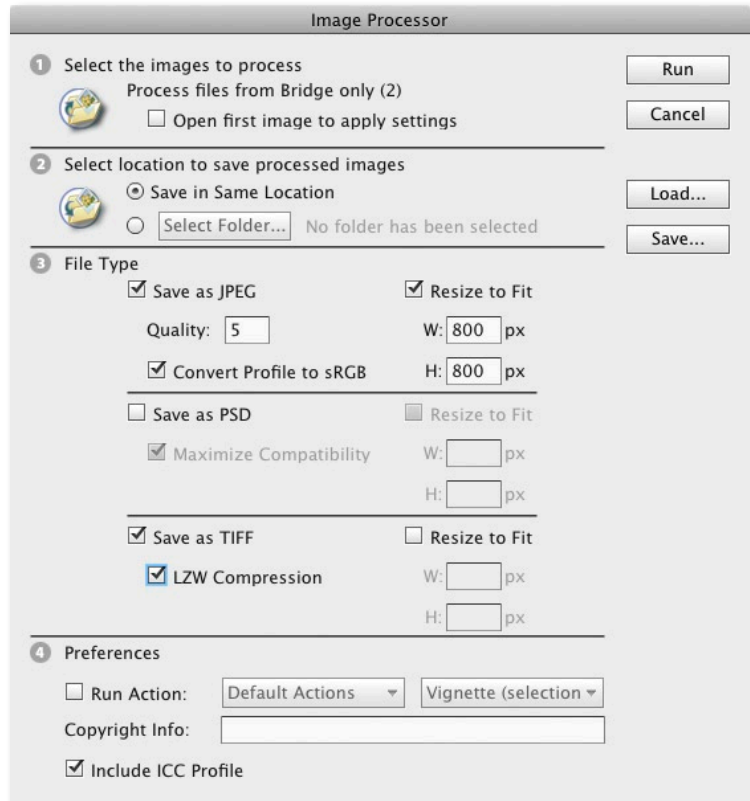 Image Processor
1 Select the images to process
Process files from Bridge only (2)
Open first image to apply settings
Run
Cancel
2 Select location to save processed images
Save in Same Location
Select Folder... No folder has been selected
Load...
Save...
3 File Type
Save as JPEG Resize to Fit
Quality: 5 W: 800 px
Convert Profile to sRGB H: 800 px
Save as PSD Resize to Fit
Maximize Compatibility W: px
H: px
Save as TIFF Resize to Fit
LZW Compression W: px
H: px
4 Preferences
Run Action: Default Actions Vignette (selection
Copyright Info:
Include ICC Profile